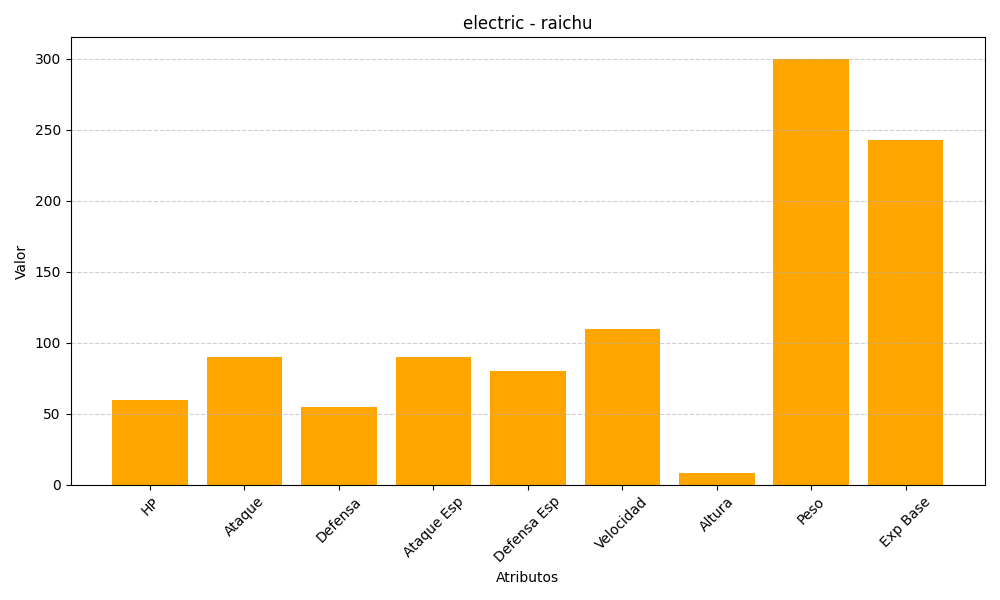 electric - raichu
300
250
200
150
100
50
0
Valor
HP
Ataque
Defensa
Ataque Esp
Defensa Esp
Velocidad
Altura
Peso
Exp Base
Atributos